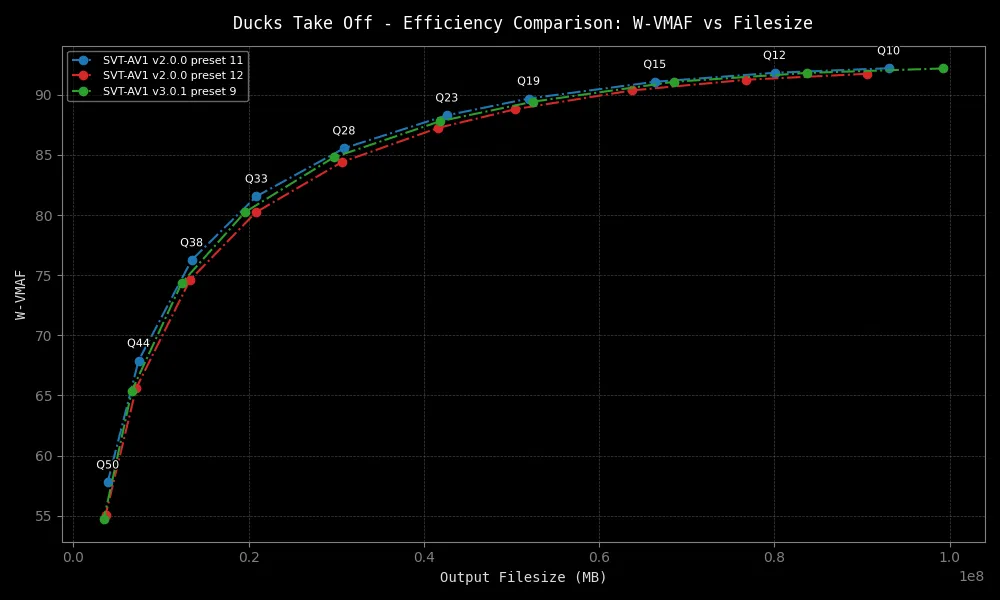 Ducks Take Off - Efficiency Comparison: W-VMAF vs Filesize
SVT-AV1 v2.0.0 preset 11
SVT-AV1 v2.0.0 preset 12
SVT-AV1 v3.0.1 preset 9
Q10
Q12
Q15
Q19
Q23
Q28
Q33
Q38
Q44
Q50
90
85
80
75
70
65
60
55
W-VMAF
0.0 0.2 0.4 0.6 0.8 1.0
1e8
Output Filesize (MB)